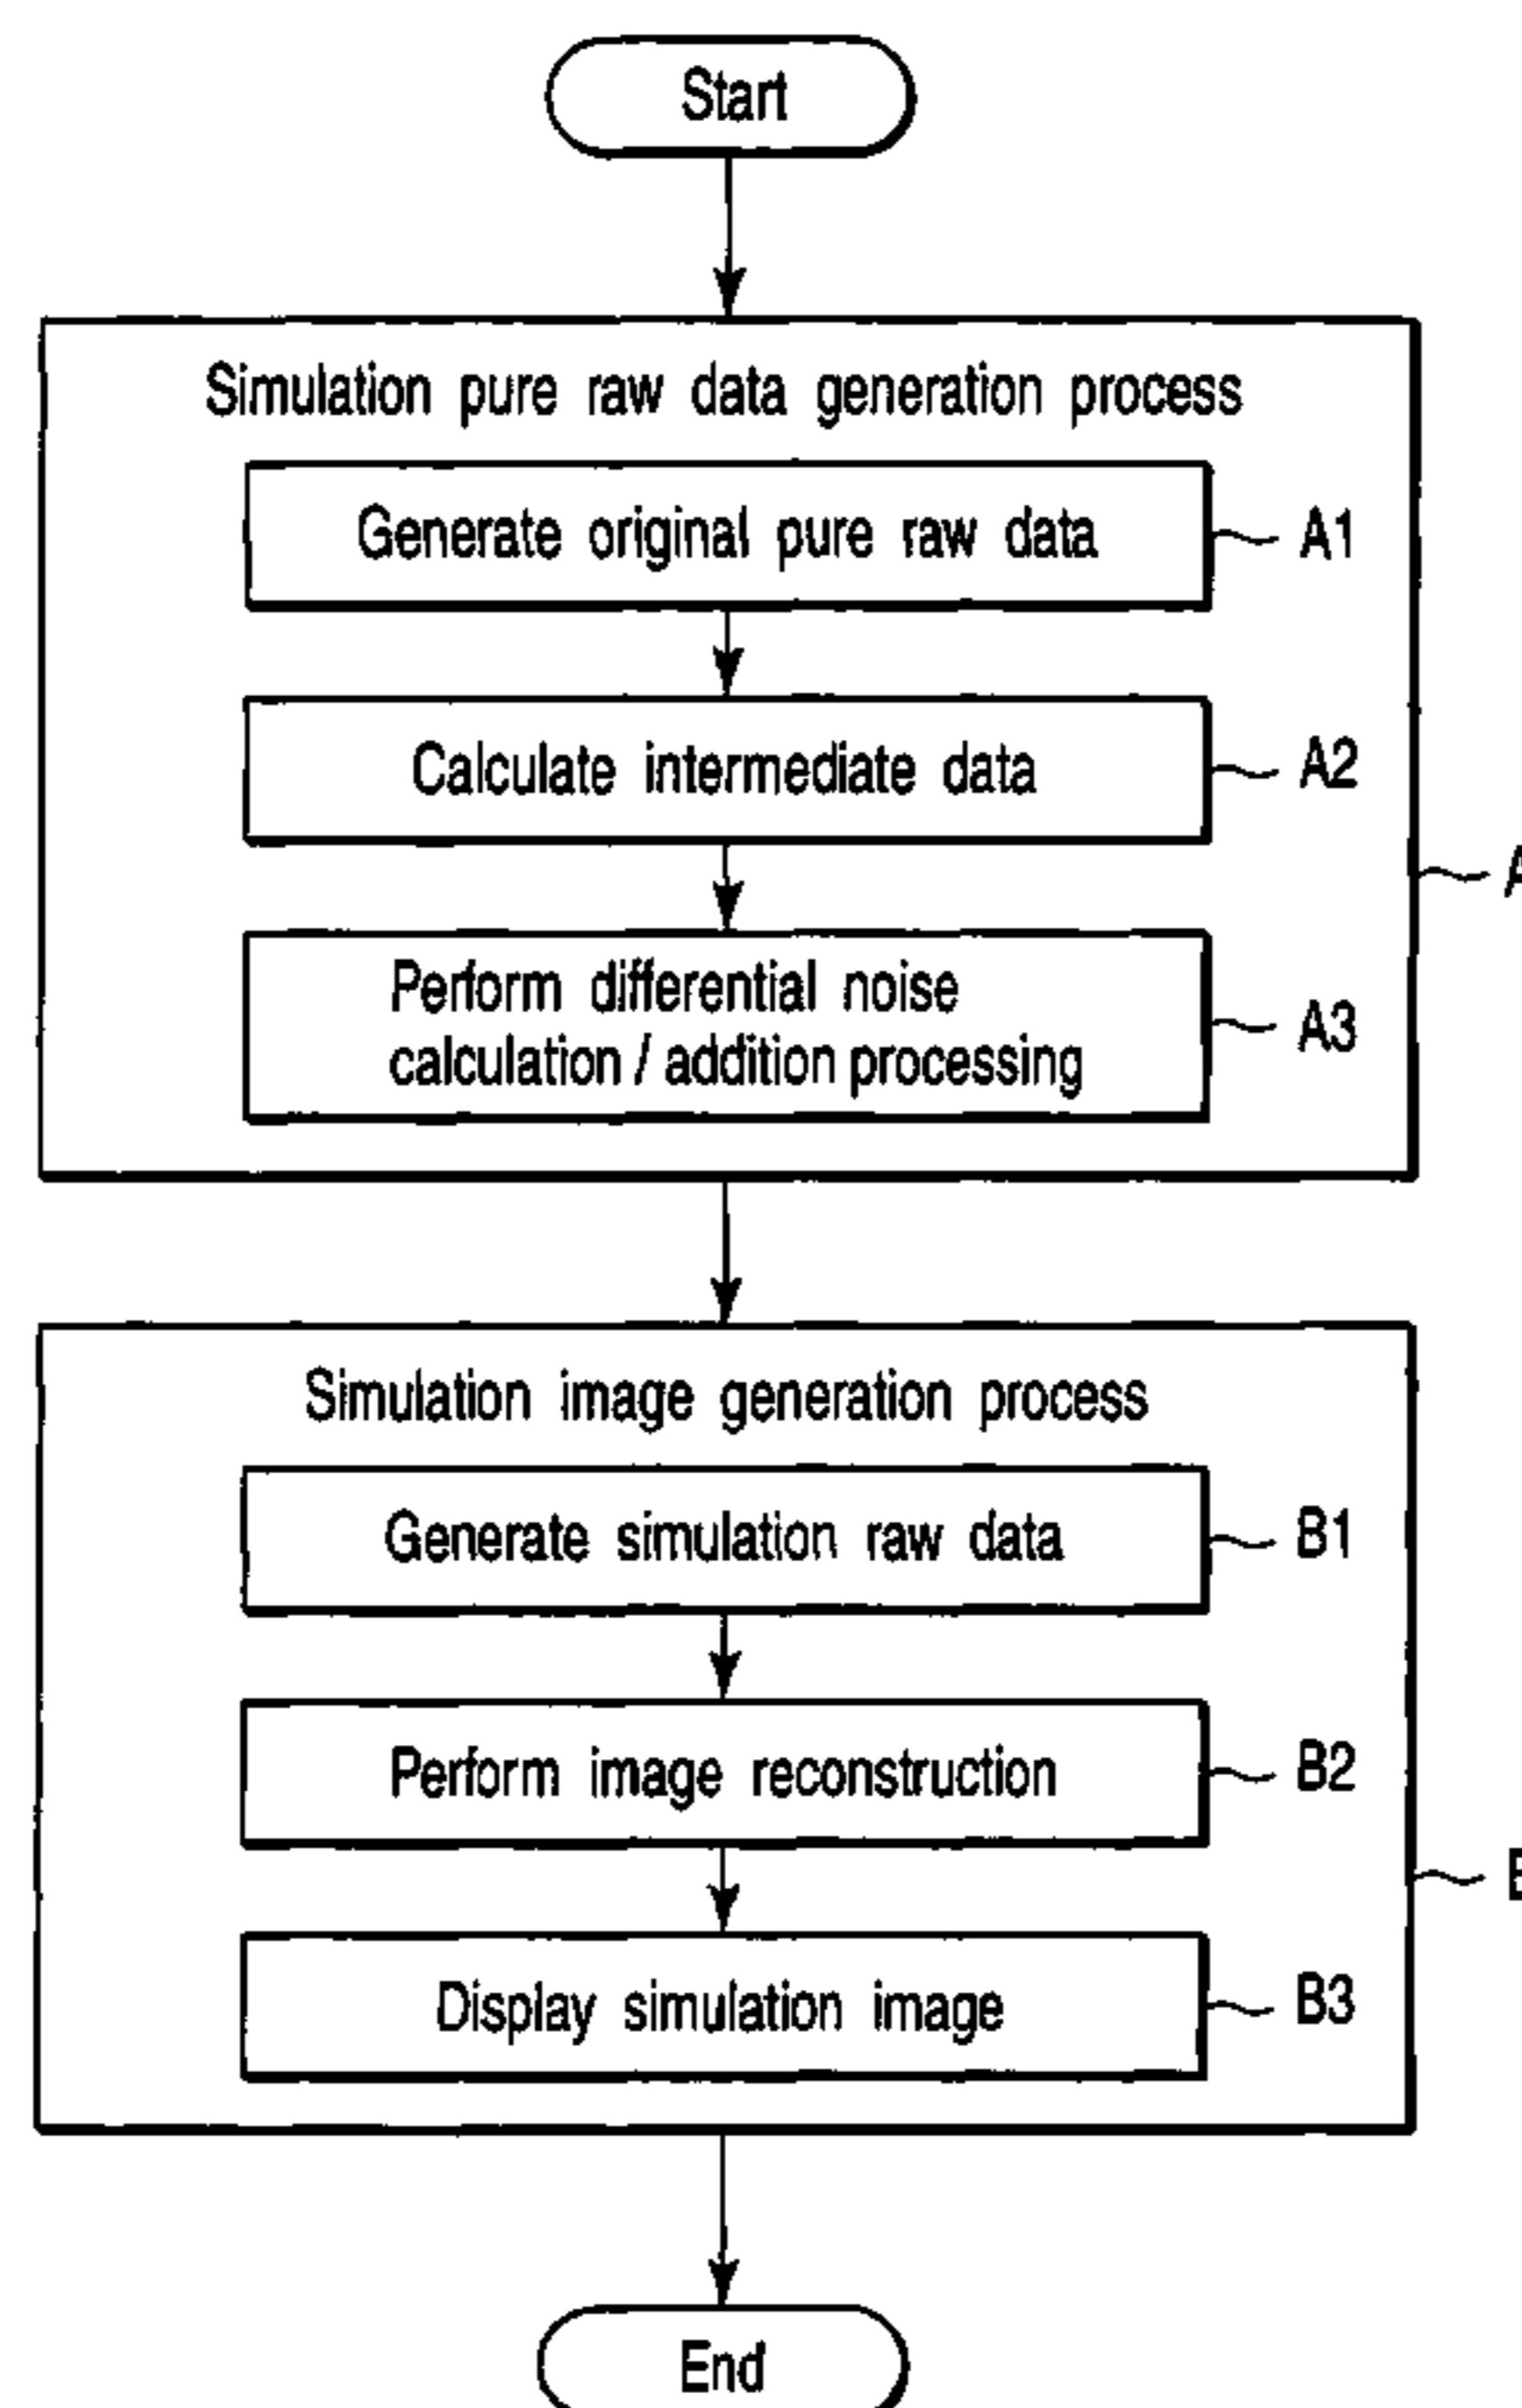 Start
Simulation pure raw data generation process
Generate original pure raw data
A1
Calculate intermediate data
A2
A
Perform differential noise
calculation / addition processing
A3
Simulation image generation process
Generate simulation raw data
B1
Perform image reconstruction
B2
B
Display simulation image
B3
End